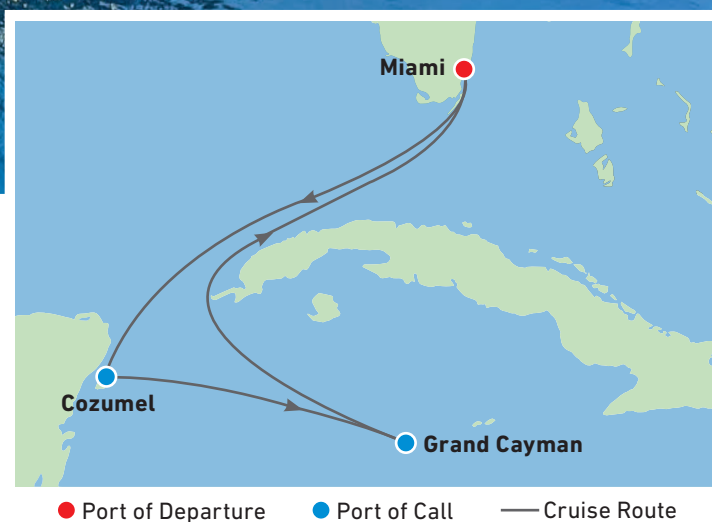 Miami
Cozumel
Grand Cayman
Port of Departure
Port of Call
Cruise Route